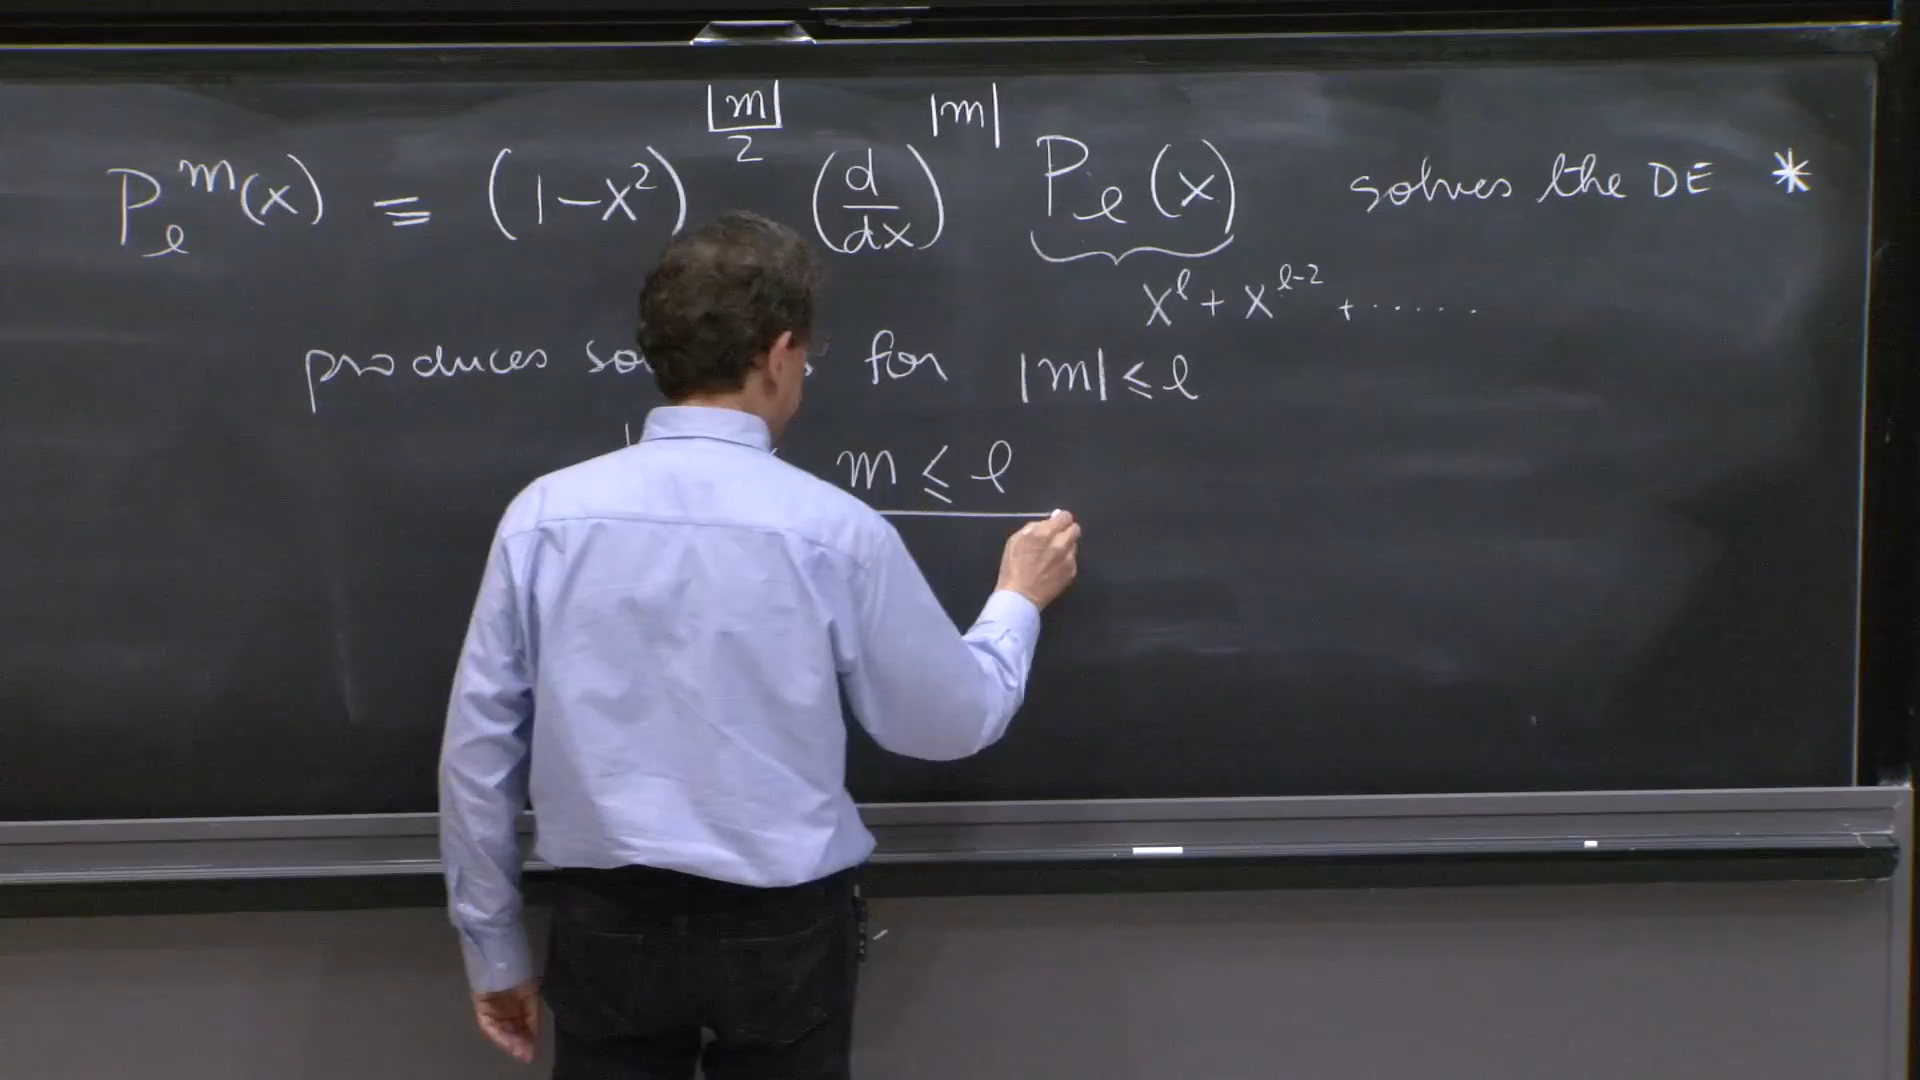 P_ℓ^m(x) ≡ (1-x²)^{|m|/2} (d/dx)^{|m|} P_ℓ(x) solves the DE *
x^ℓ + x^{ℓ-2} + ......
produces for |m| ≤ ℓ
m ≤ ℓ